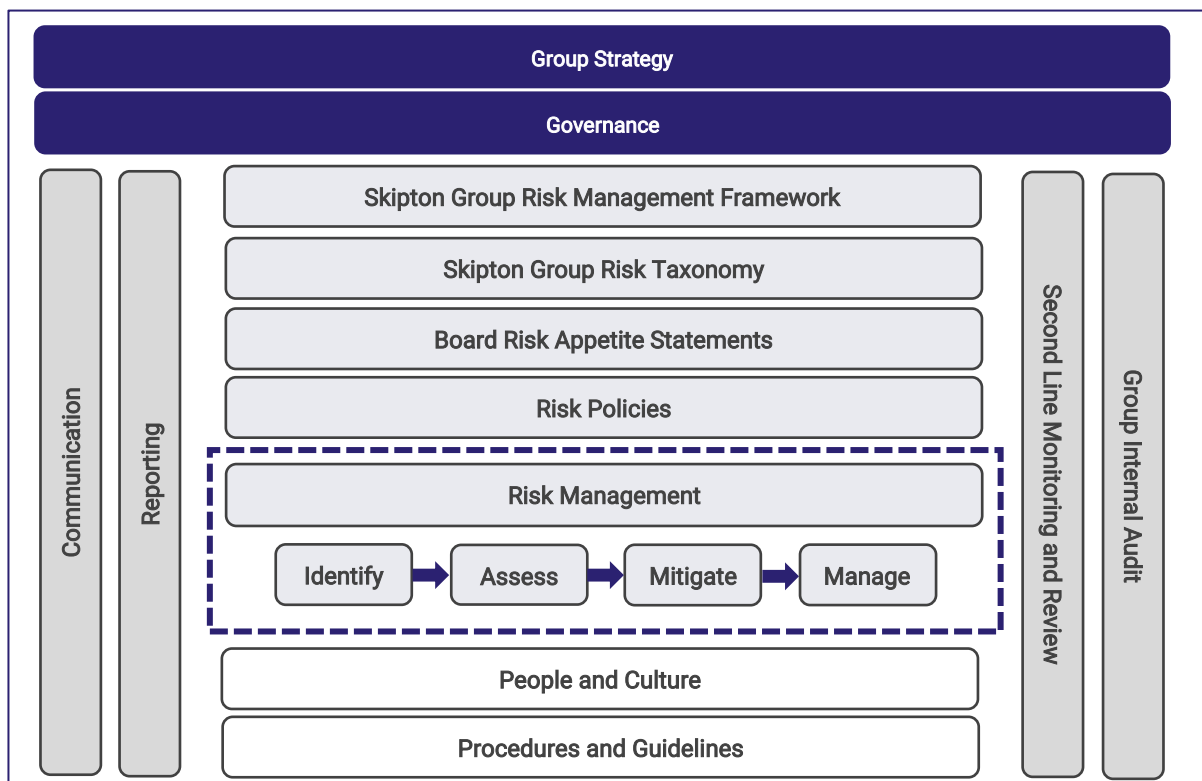 Group Strategy
Governance
Communication
Reporting
Skipton Group Risk Management Framework
Skipton Group Risk Taxonomy
Board Risk Appetite Statements
Risk Policies
Risk Management
Identify
Assess
Mitigate
Manage
People and Culture
Procedures and Guidelines
Second Line Monitoring and Review
Group Internal Audit